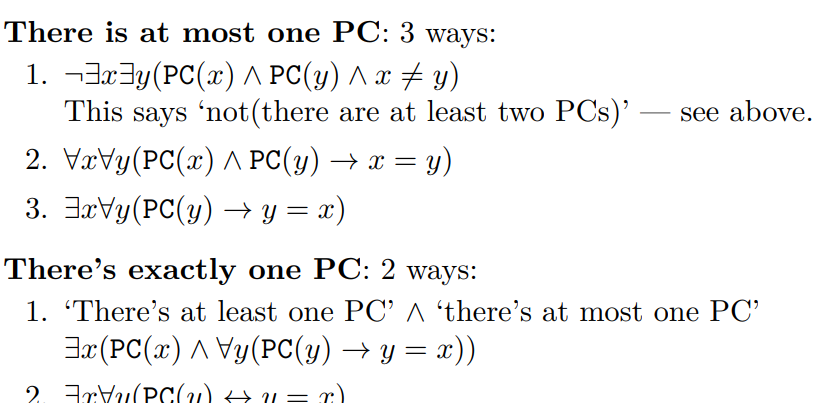 There is at most one PC: 3 ways:
1. ¬∃x∃y(PC(x) ∧ PC(y) ∧ x ≠ y)
This says ‘not(there are at least two PCs)’ — see above.
2. ∀x∀y(PC(x) ∧ PC(y) → x = y)
3. ∃x∀y(PC(y) → y = x)
There’s exactly one PC: 2 ways:
1. ‘There’s at least one PC’ ∧ ‘there’s at most one PC’
∃x(PC(x) ∧ ∀y(PC(y) → y = x))
2. ∃x∀y(PC(y) ↔ y = x)